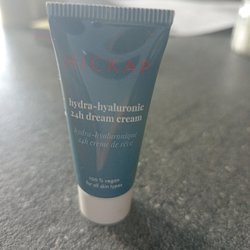 hydra-hyaluronic
24h dream cream
hydra-hyaluronique
24h crème de rêve
100% vegan
for all skin types